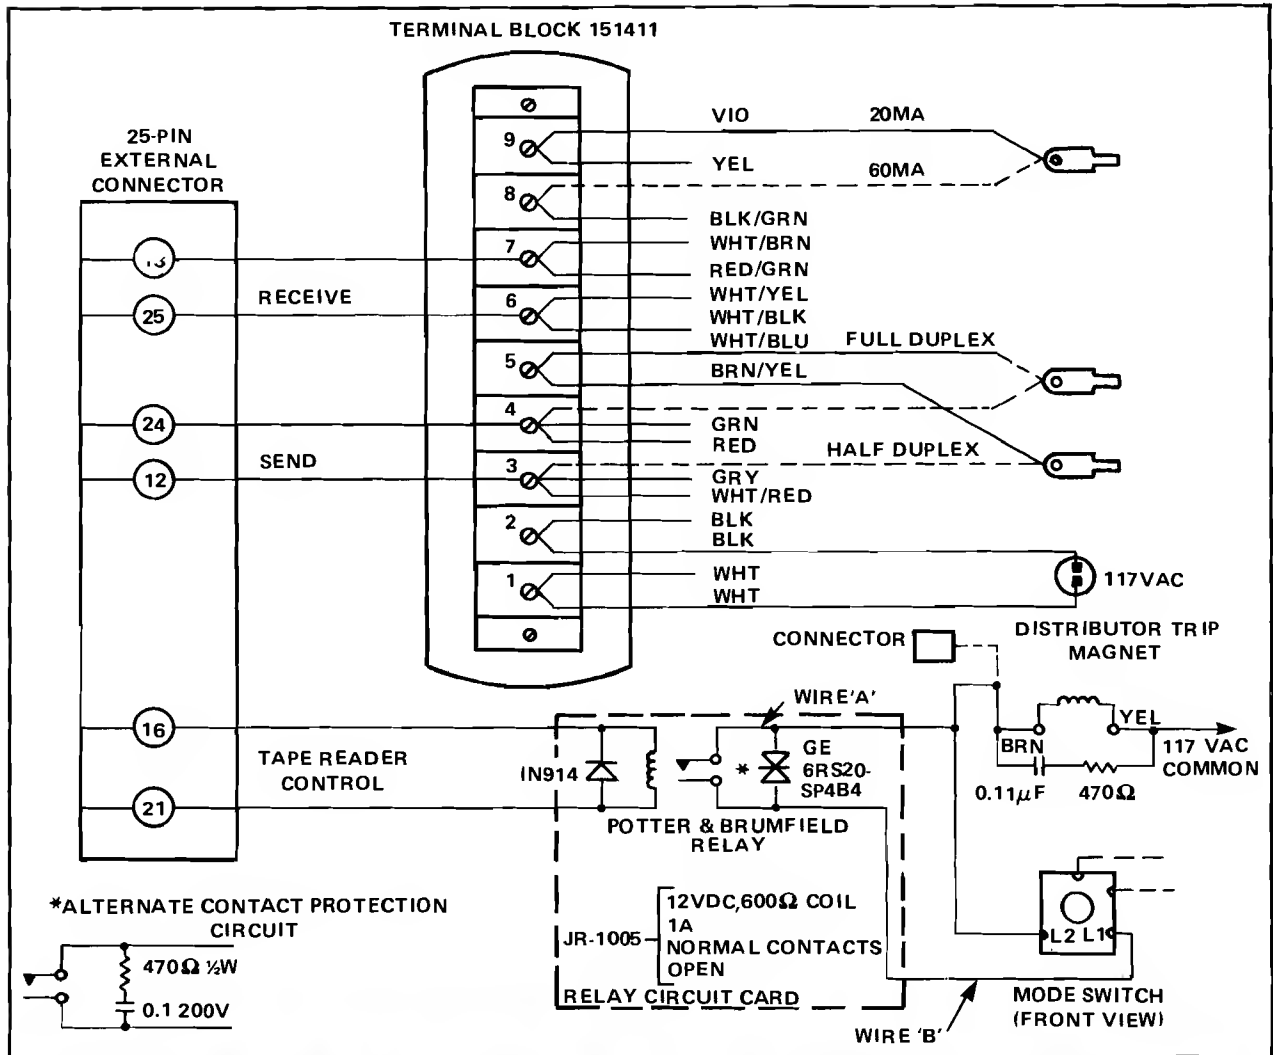 TERMINAL BLOCK 151411
25-PIN
EXTERNAL
CONNECTOR
25
24
12
16
21
RECEIVE
SEND
TAPE READER
CONTROL
9
8
7
6
5
4
3
2
1
VIO 20MA
YEL
60MA
BLK/GRN
WHT/BRN
RED/GRN
WHT/YEL
WHT/BLK
WHT/BLU FULL DUPLEX
BRN/YEL
GRN
RED
HALF DUPLEX
GRY
WHT/RED
BLK
BLK
WHT
WHT
117VAC
DISTRIBUTOR TRIP
MAGNET
CONNECTOR
WIRE 'A'
BRN
YEL
117 VAC
COMMON
0.11µF 470Ω
IN914
*
GE
6RS20-
SP4B4
POTTER & BRUMFIELD
RELAY
JR-1005
12VDC,600Ω COIL
1A
NORMAL CONTACTS
OPEN
RELAY CIRCUIT CARD
L2 L1
MODE SWITCH
(FRONT VIEW)
WIRE 'B'
*ALTERNATE CONTACT PROTECTION
CIRCUIT
470Ω ½W
0.1 200V